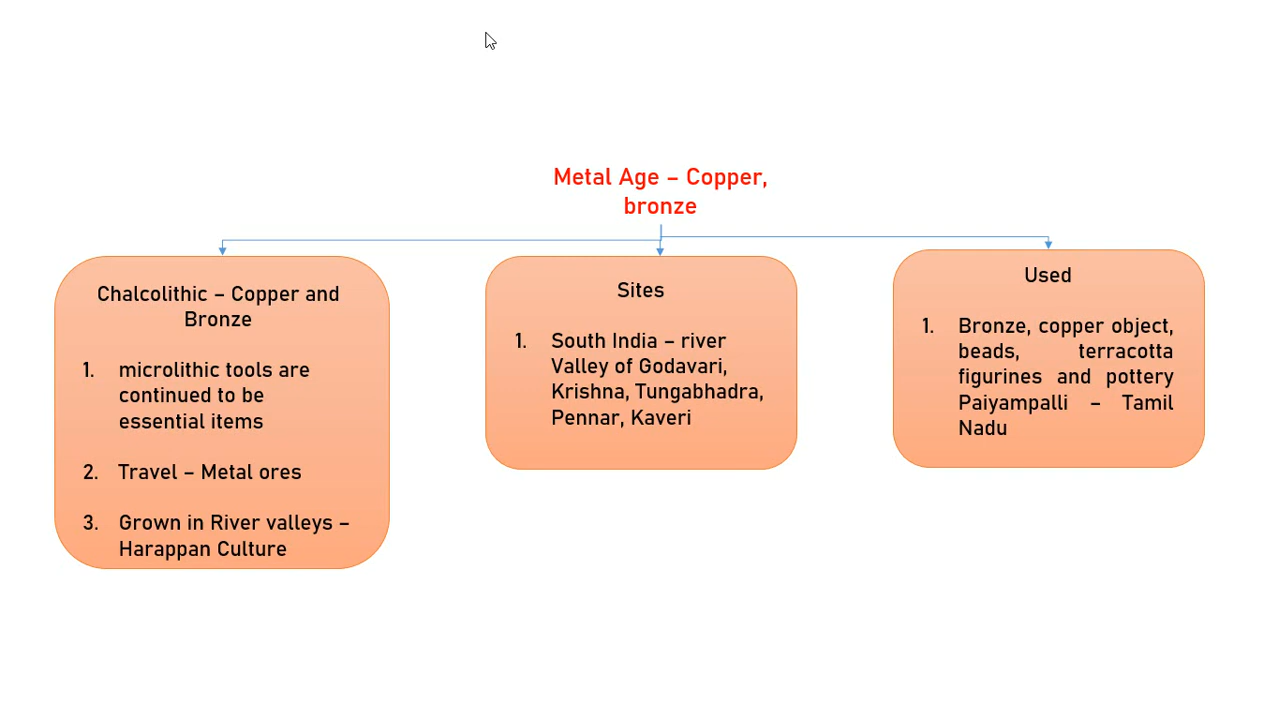 Metal Age – Copper,
bronze
Chalcolithic – Copper and
Bronze
1. microlithic tools are
continued to be
essential items
2. Travel – Metal ores
3. Grown in River valleys –
Harappan Culture
Sites
1. South India – river
Valley of Godavari,
Krishna, Tungabhadra,
Pennar, Kaveri
Used
1. Bronze, copper object,
beads, terracotta
figurines and pottery
Paiyampalli – Tamil
Nadu